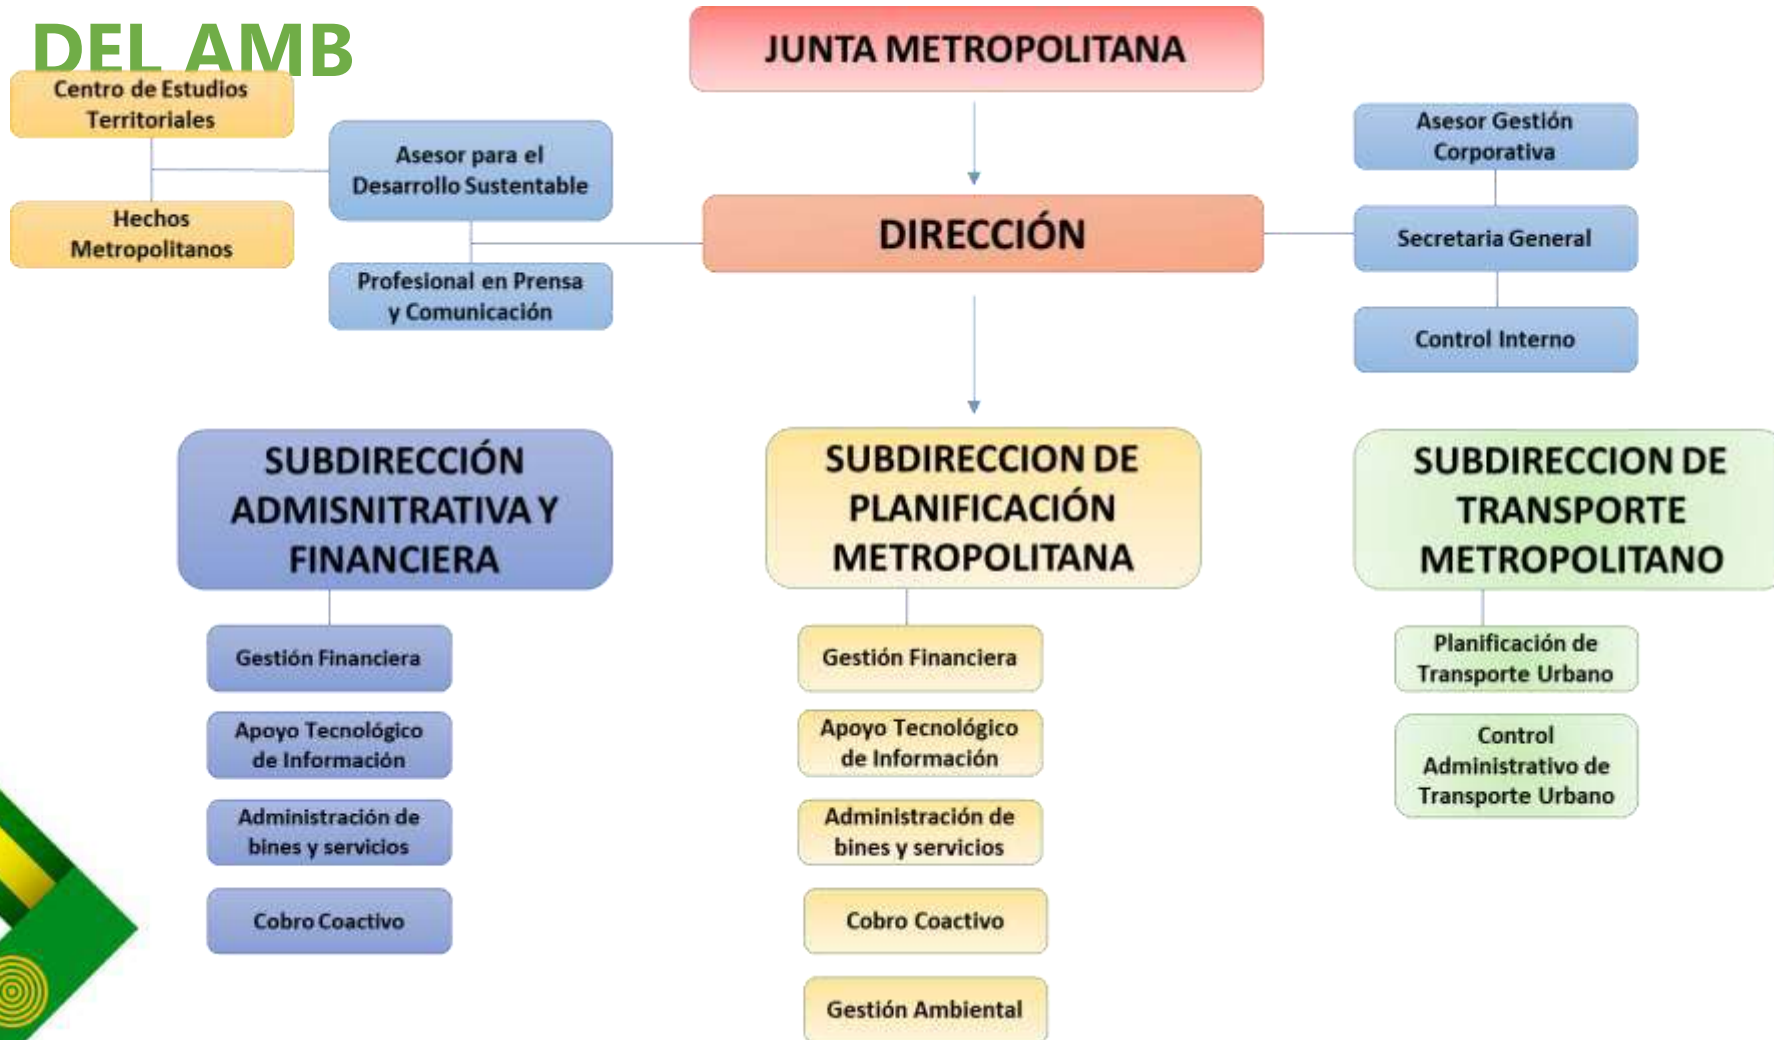 DEL AMB
JUNTA METROPOLITANA
Centro de Estudios
Territoriales
Hechos
Metropolitanos
Asesor para el
Desarrollo Sustentable
Profesional en Prensa
y Comunicación
DIRECCIÓN
Asesor Gestión
Corporativa
Secretaria General
Control Interno
SUBDIRECCIÓN
ADMISNITRATIVA Y
FINANCIERA
Gestión Financiera
Apoyo Tecnológico
de Información
Administración de
bines y servicios
Cobro Coactivo
SUBDIRECCION DE
PLANIFICACIÓN
METROPOLITANA
Gestión Financiera
Apoyo Tecnológico
de Información
Administración de
bines y servicios
Cobro Coactivo
Gestión Ambiental
SUBDIRECCION DE
TRANSPORTE
METROPOLITANO
Planificación de
Transporte Urbano
Control
Administrativo de
Transporte Urbano